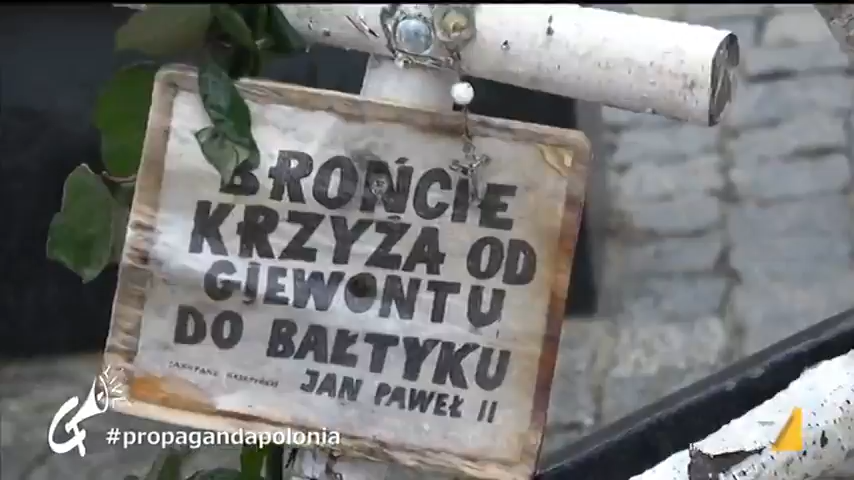 BROŃCIE
KRZYŻA OD
GIEWONTU
DO BAŁTYKU
JAN PAWEŁ II
#propagandapolonia